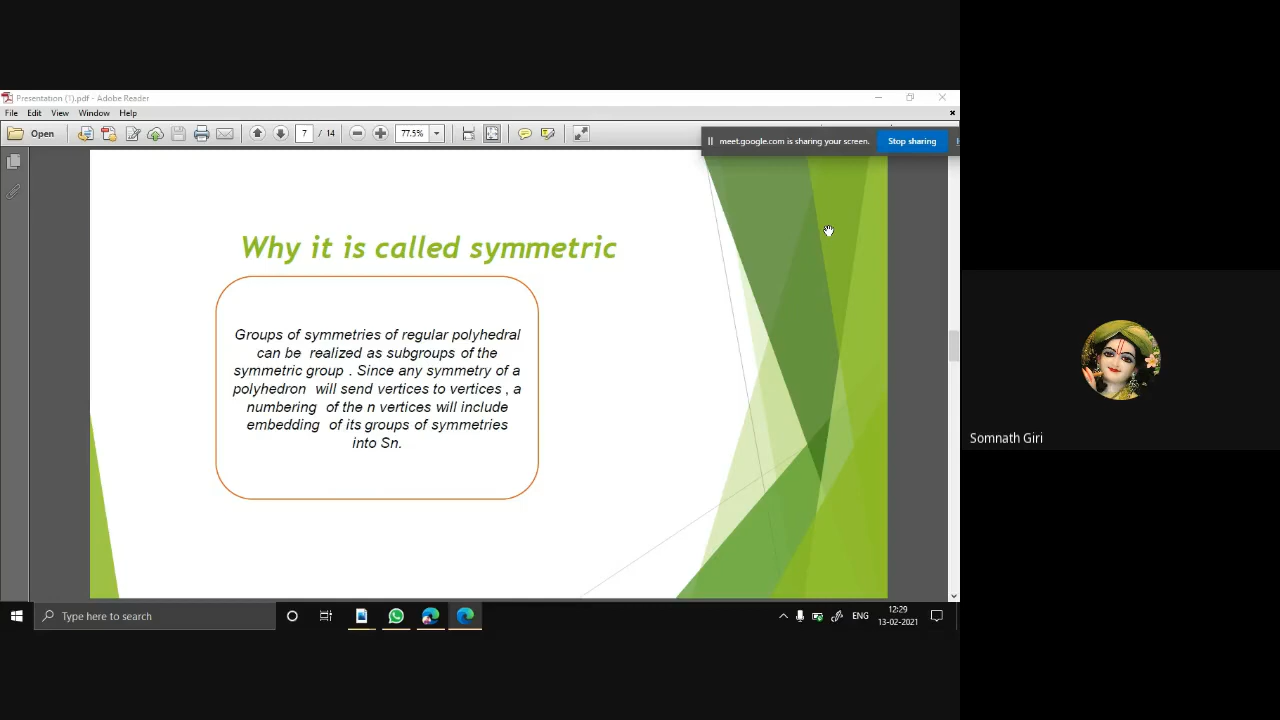 Presentation (7).pdf - Adobe Reader
File Edit View Window Help
Open 7 / 14 77.5%
meet.google.com is sharing your screen. Stop sharing
Why it is called symmetric
Groups of symmetries of regular polyhedral
can be realized as subgroups of the
symmetric group . Since any symmetry of a
polyhedron will send vertices to vertices , a
numbering of the n vertices will include
embedding of its groups of symmetries
into Sn.
Somnath Giri
Type here to search
ENG
12:29
13-02-2021